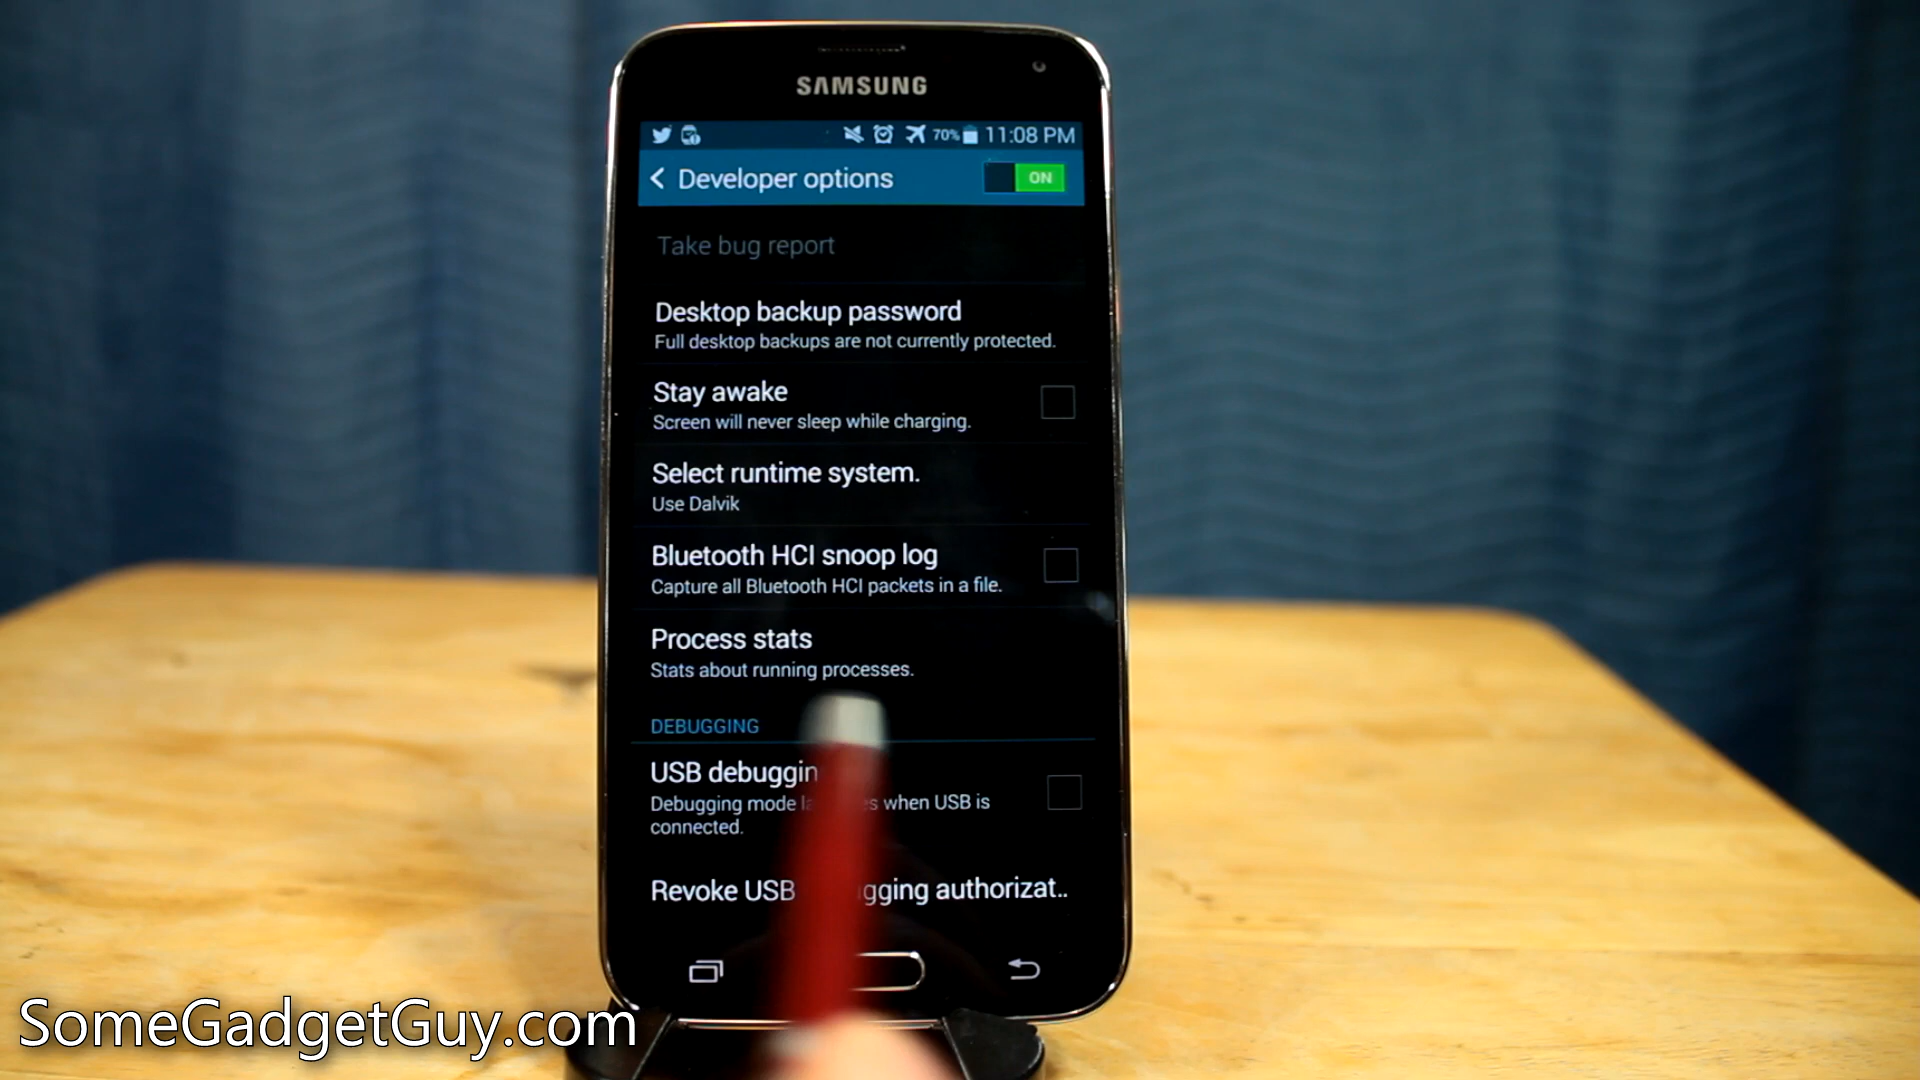 SAMSUNG
70% 11:08 PM
Developer options ON
Take bug report
Desktop backup password
Full desktop backups are not currently protected.
Stay awake
Screen will never sleep while charging.
Select runtime system.
Use Dalvik
Bluetooth HCI snoop log
Capture all Bluetooth HCI packets in a file.
Process stats
Stats about running processes.
DEBUGGING
USB debuggin
Debugging mode when USB is
connected.
Revoke USB authorizat..
SomeGadgetGuy.com